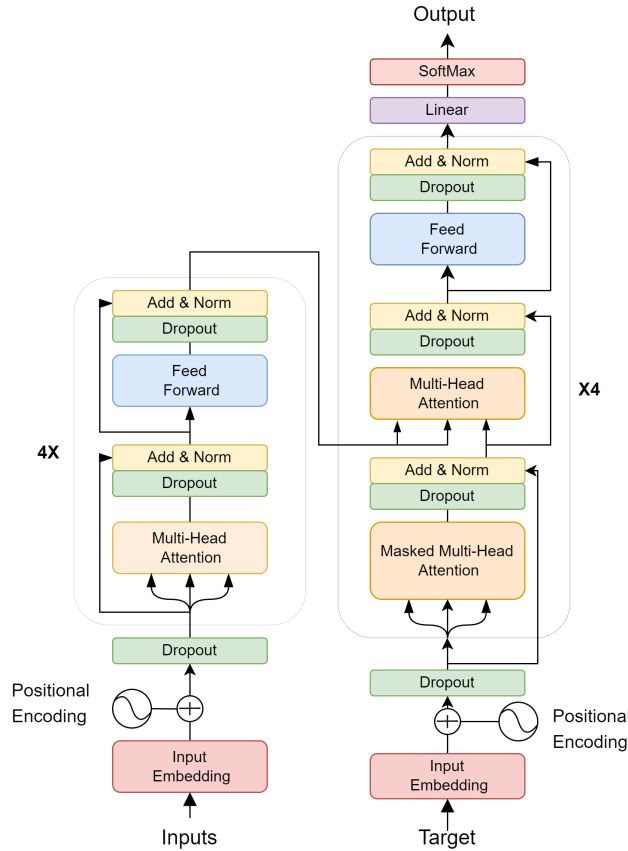 Output
SoftMax
Linear
Add & Norm
Dropout
Feed
Forward
Add & Norm
Dropout
Multi-Head
Attention
X4
Add & Norm
Dropout
Masked Multi-Head
Attention
Dropout
Positional
Encoding
Input
Embedding
Target
Add & Norm
Dropout
Feed
Forward
4X
Add & Norm
Dropout
Multi-Head
Attention
Dropout
Positional
Encoding
Input
Embedding
Inputs